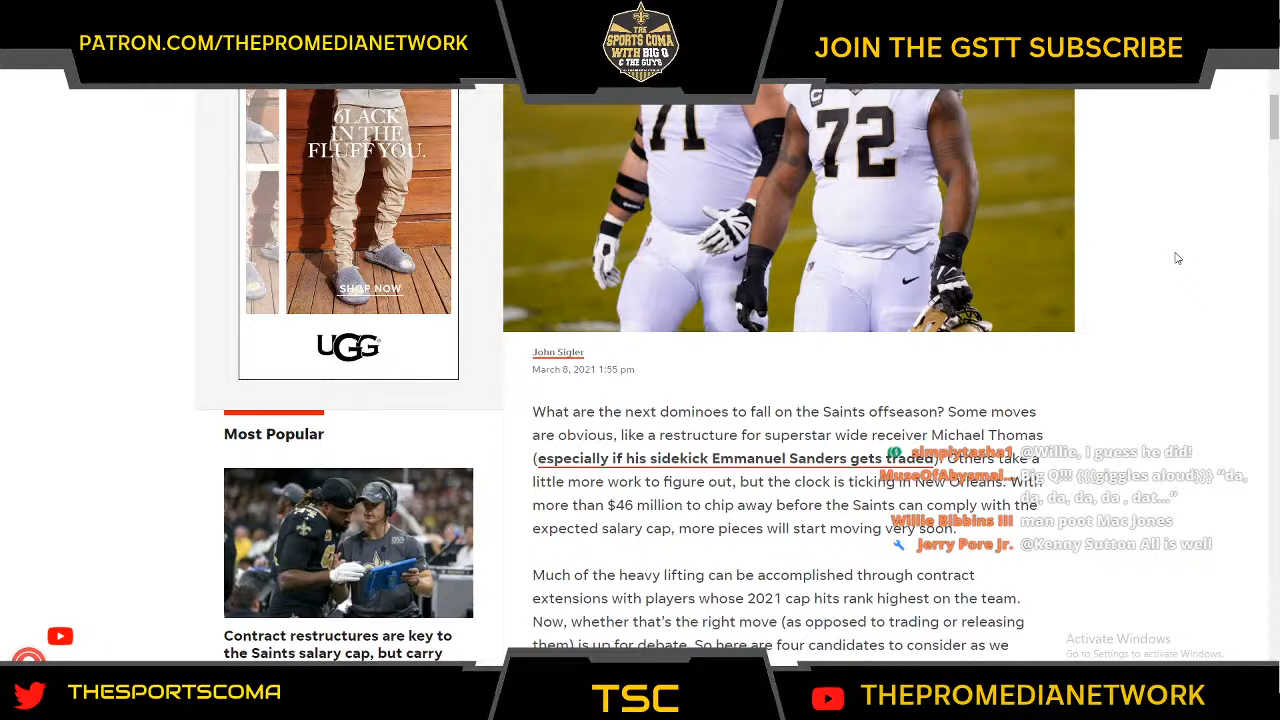 PATRON.COM/THEPROMEDIANETWORK
THE
SPORTS COMA
WITH BIG Q
& THE GUYS
JOIN THE GSTT SUBSCRIBE
6LACK
IN THE
FLUFF YOU.
SHOP NOW
UGG
71
72
John Sigler
March 8, 2021 1:55 pm
What are the next dominoes to fall on the Saints offseason? Some moves
are obvious, like a restructure for superstar wide receiver Michael Thomas
(especially if his sidekick Emmanuel Sanders gets traded). Others take a
little more work to figure out, but the clock is ticking in New Orleans. With
more than $46 million to chip away before the Saints can comply with the
expected salary cap, more pieces will start moving very soon.
Much of the heavy lifting can be accomplished through contract
extensions with players whose 2021 cap hits rank highest on the team.
Now, whether that's the right move (as opposed to trading or releasing
them) is up for debate. So here are four candidates to consider as we
Most Popular
Contract restructures are key to
the Saints salary cap, but carry
simplytasha1 @Willie, I guess he did!
MuseOfAbysmal... Big Q!!! {{{giggles aloud}}} "da,
da, da, da, da , dat..."
Willie Bibbins III man poot Mac Jones
Jerry Pore Jr. @Kenny Sutton All is well
Activate Windows
Go to Settings to activate Windows.
THESPORTSCOMA
TSC
THEPROMEDIANETWORK